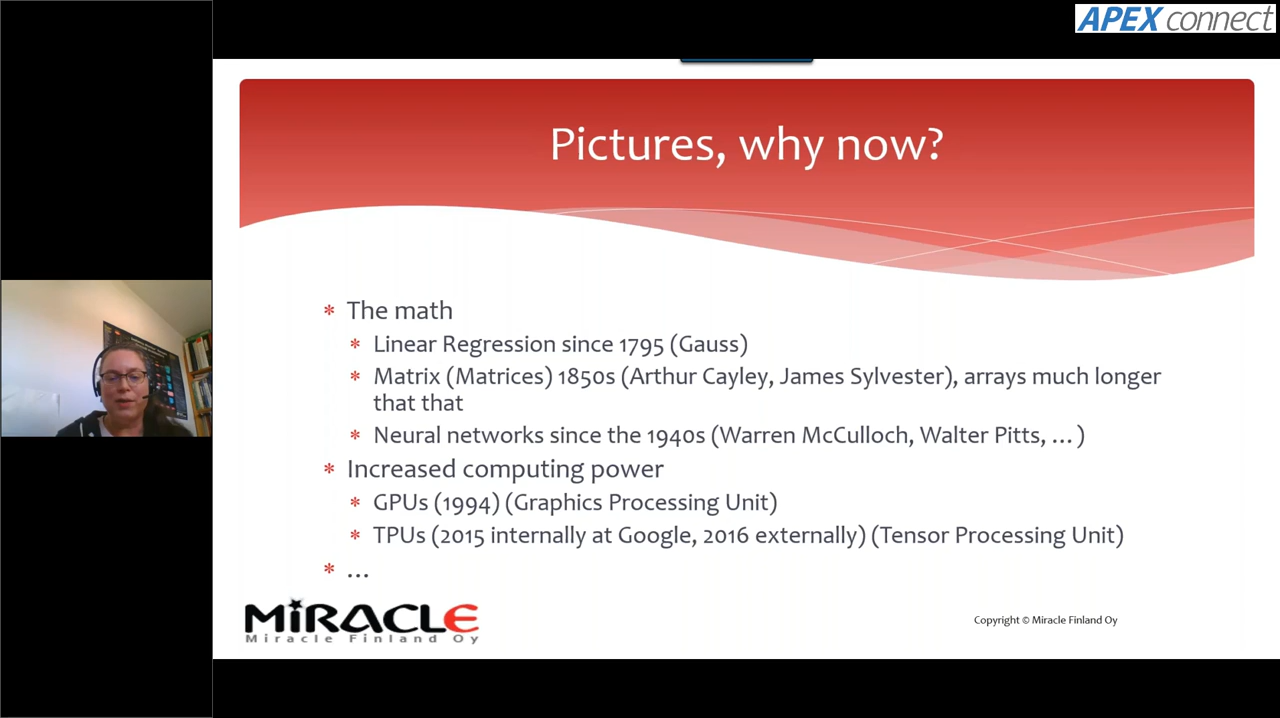 APEX connect
Pictures, why now?
* The math
* Linear Regression since 1795 (Gauss)
* Matrix (Matrices) 1850s (Arthur Cayley, James Sylvester), arrays much longer
that that
* Neural networks since the 1940s (Warren McCulloch, Walter Pitts, ...)
* Increased computing power
* GPUs (1994) (Graphics Processing Unit)
* TPUs (2015 internally at Google, 2016 externally) (Tensor Processing Unit)
* ...
MiRACLE
Miracle Finland Oy
Copyright © Miracle Finland Oy